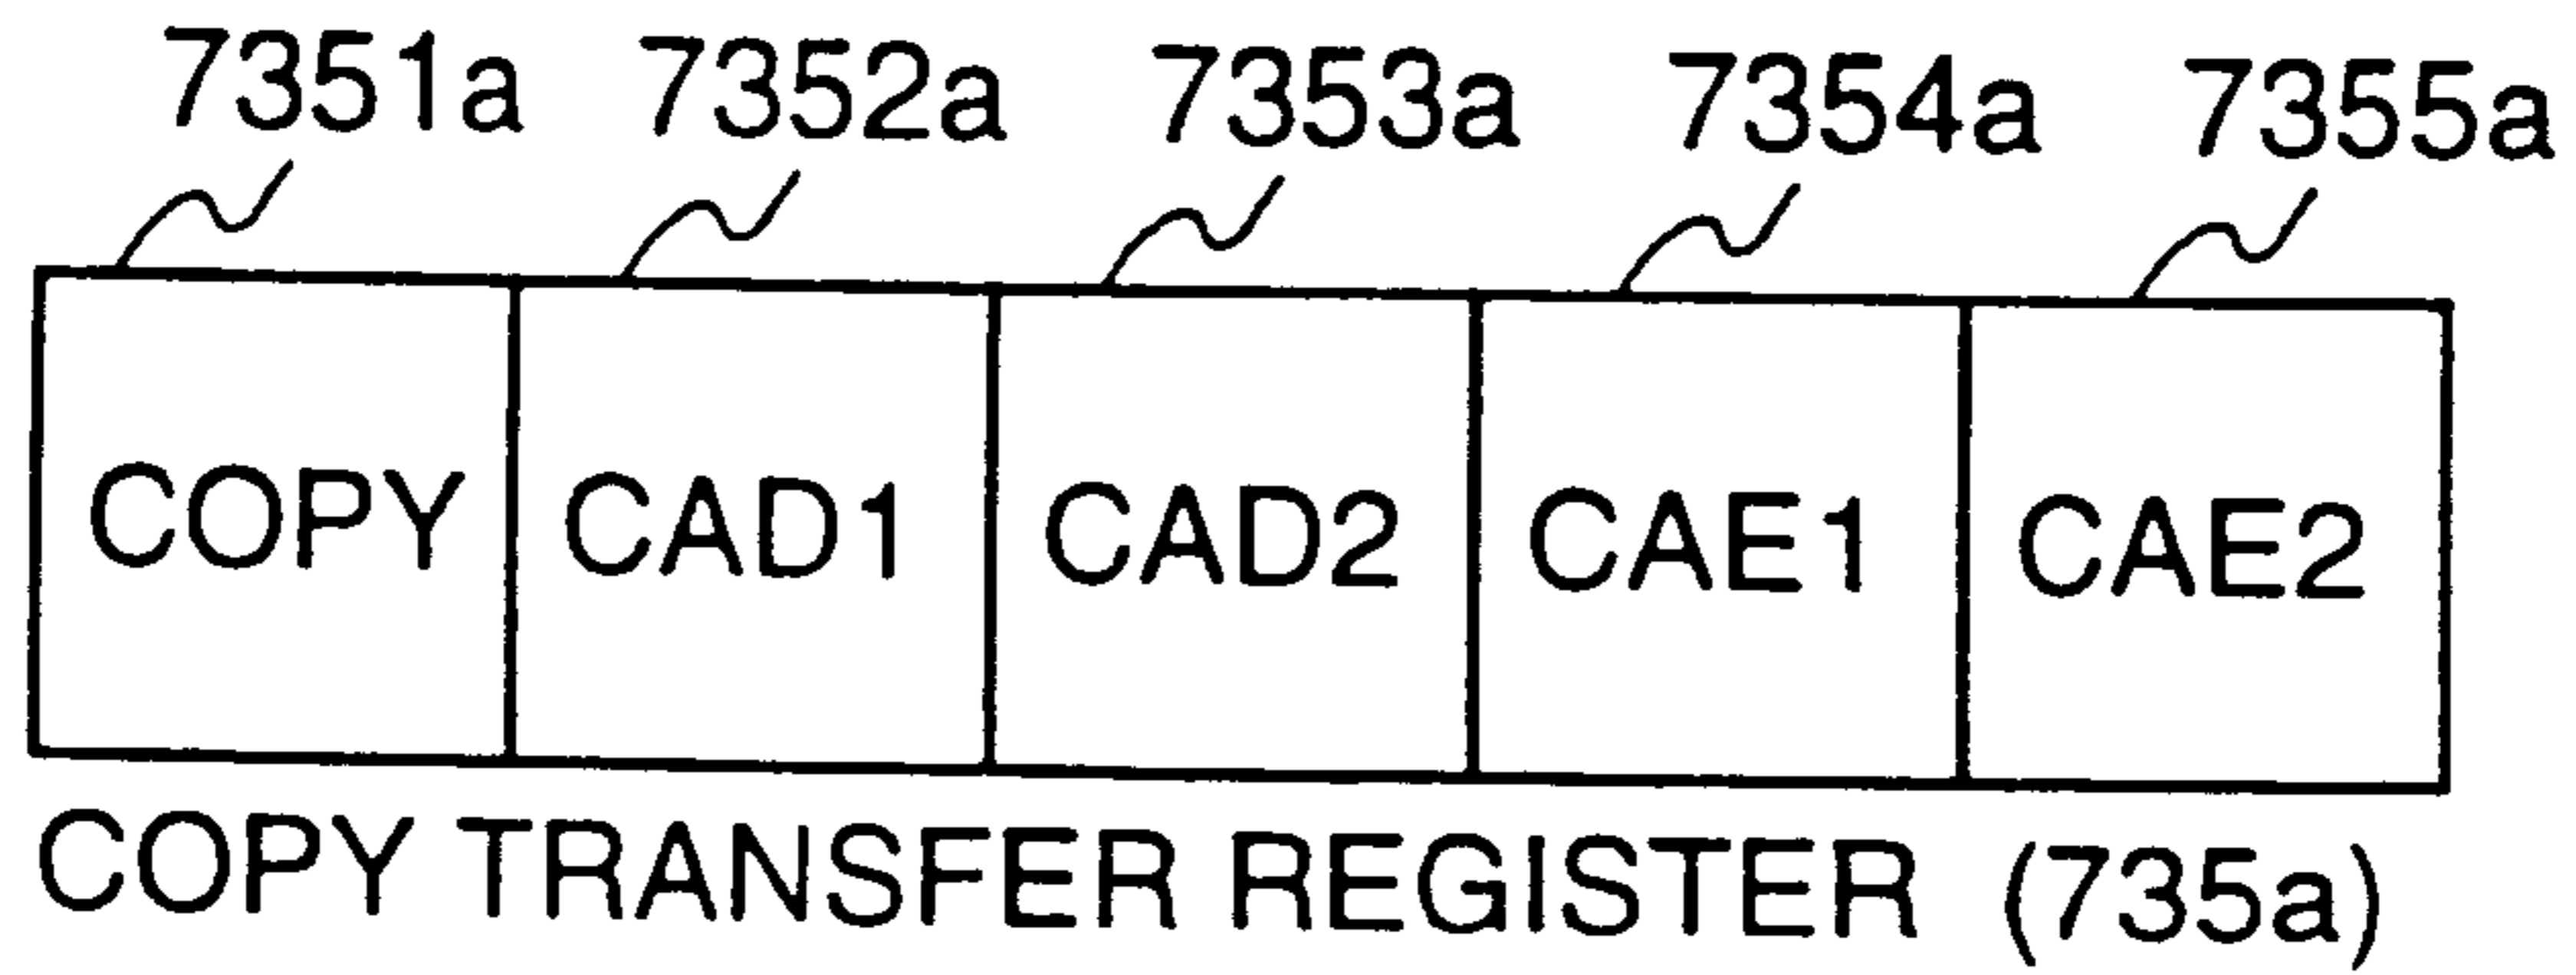 7351a 7352a 7353a 7354a 7355a
COPY CAD1 CAD2 CAE1 CAE2
COPY TRANSFER REGISTER (735a)